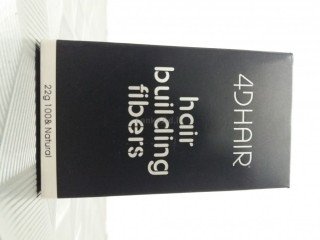 4DHAIR
hair
building
fibers
22g 100& Natural